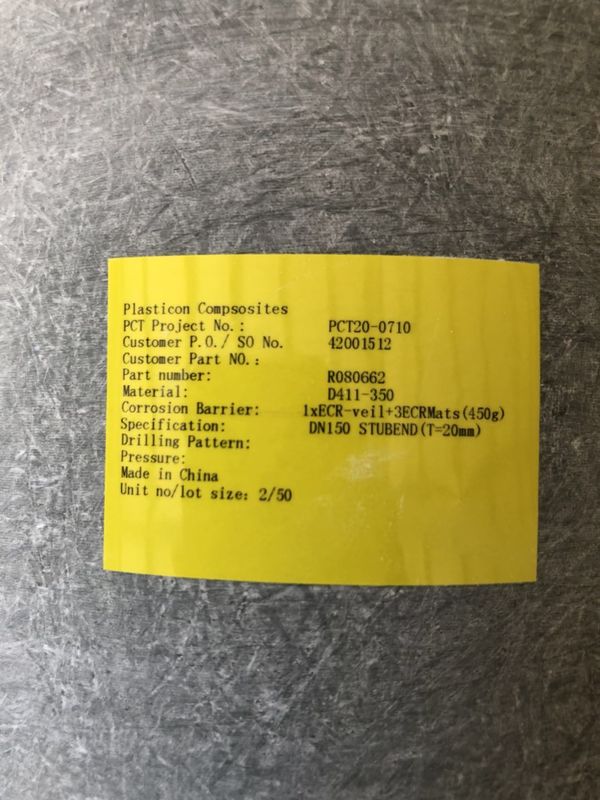 Plasticon Compsosites
PCT Project No.: PCT20-0710
Customer P.O./ SO No. 42001512
Customer Part NO.:
Part number: R080662
Material: D411-350
Corrosion Barrier: 1xECR-veil+3ECRMats(450g)
Specification: DN150 STUBEND(T=20mm)
Drilling Pattern:
Pressure:
Made in China
Unit no/lot size: 2/50